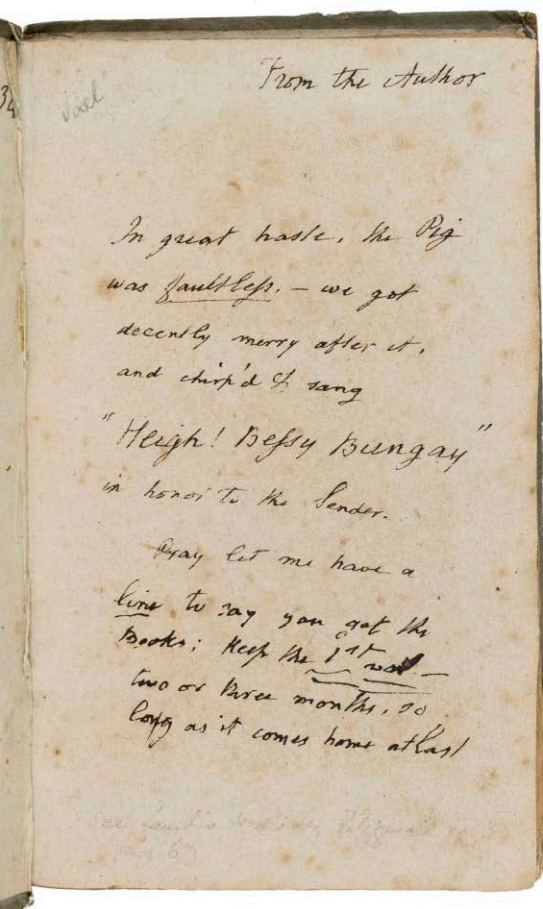 From the Author
In great haste, the Pig
was faultless. — we got
decently merry after it,
and chirp'd & sang
"Heigh! Bessy Bungay"
in honor to the Sender.
Pray let me have a
line to say you got the
Books; keep the 1st vol —
two or three months, so
long as it comes home at last
See